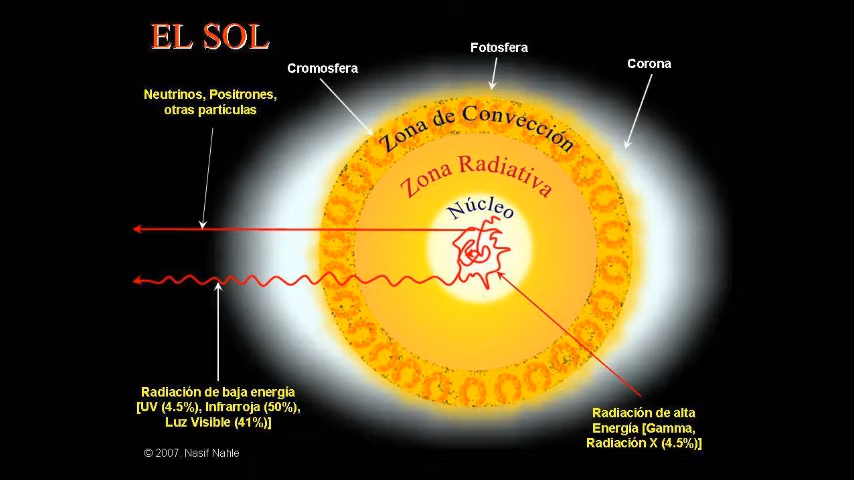 EL SOL
Fotosfera
Cromosfera
Corona
Neutrinos, Positrones,
otras partículas
Zona de Convección
Zona Radiativa
Núcleo
Radiación de baja energía
[UV (4.5%), Infrarroja (50%),
Luz Visible (41%)]
Radiación de alta
Energía [Gamma,
Radiación X (4.5%)]
© 2007. Nasif Nahle